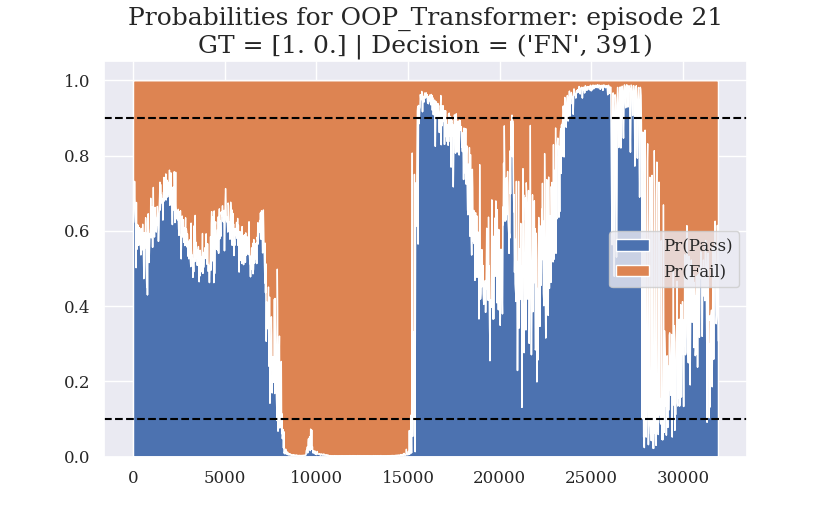 Probabilities for OOP_Transformer: episode 21
GT = [1. 0.] | Decision = ('FN', 391)
1.0
0.8
0.6
0.4
0.2
0.0
Pr(Pass)
Pr(Fail)
0 5000 10000 15000 20000 25000 30000